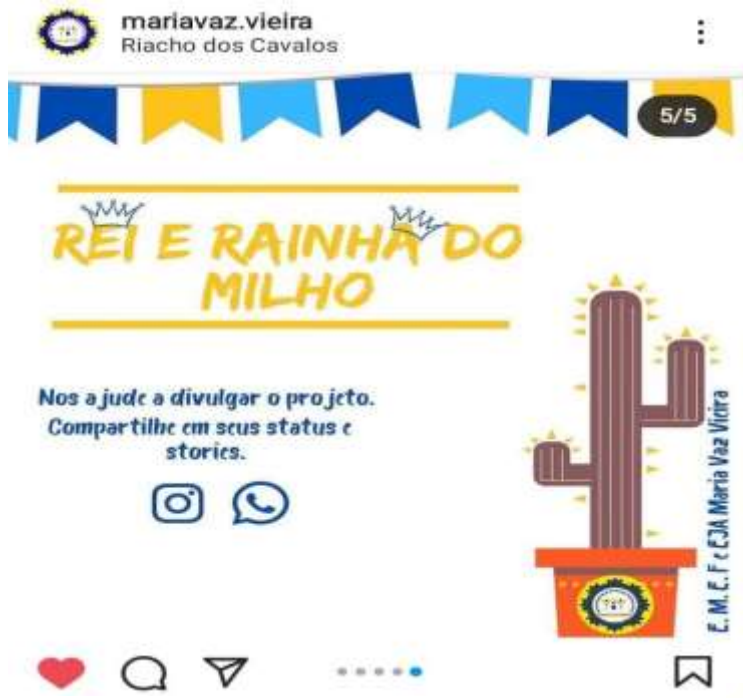 mariavaz.vieira
Riacho dos Cavalos
5/5
REI E RAINHA DO
MILHO
Nos ajude a divulgar o projeto.
Compartilhe em seus status e
stories.
E. M. E. F e EJA Maria Vaz Vieira